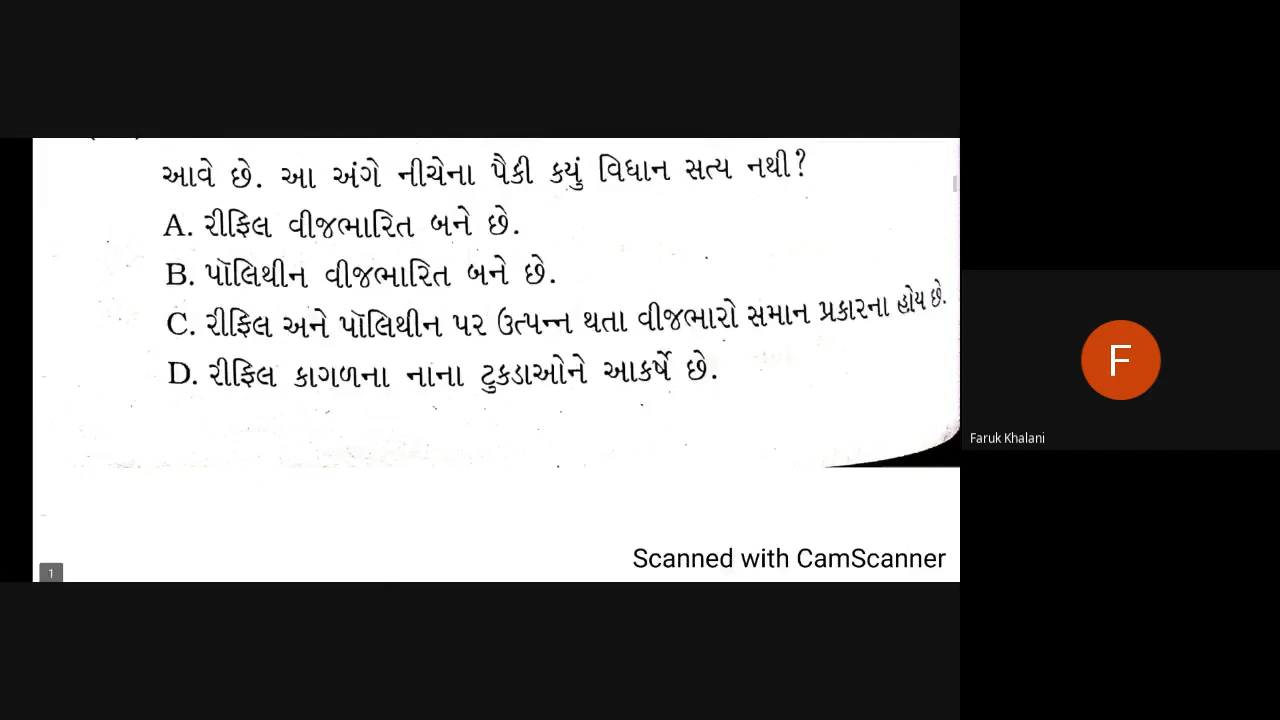 આવે છે. આ અંગે નીચેના પૈકી કયું વિધાન સત્ય નથી?
A. રીફિલ વીજભારિત બને છે.
B. પૉલિથીન વીજભારિત બને છે.
C. રીફિલ અને પૉલિથીન પર ઉત્પન્ન થતા વીજભારો સમાન પ્રકારના હોય છે.
D. રીફિલ કાગળના નાના ટુકડાઓને આકર્ષે છે.
F
Faruk Khalani
Scanned with CamScanner
1